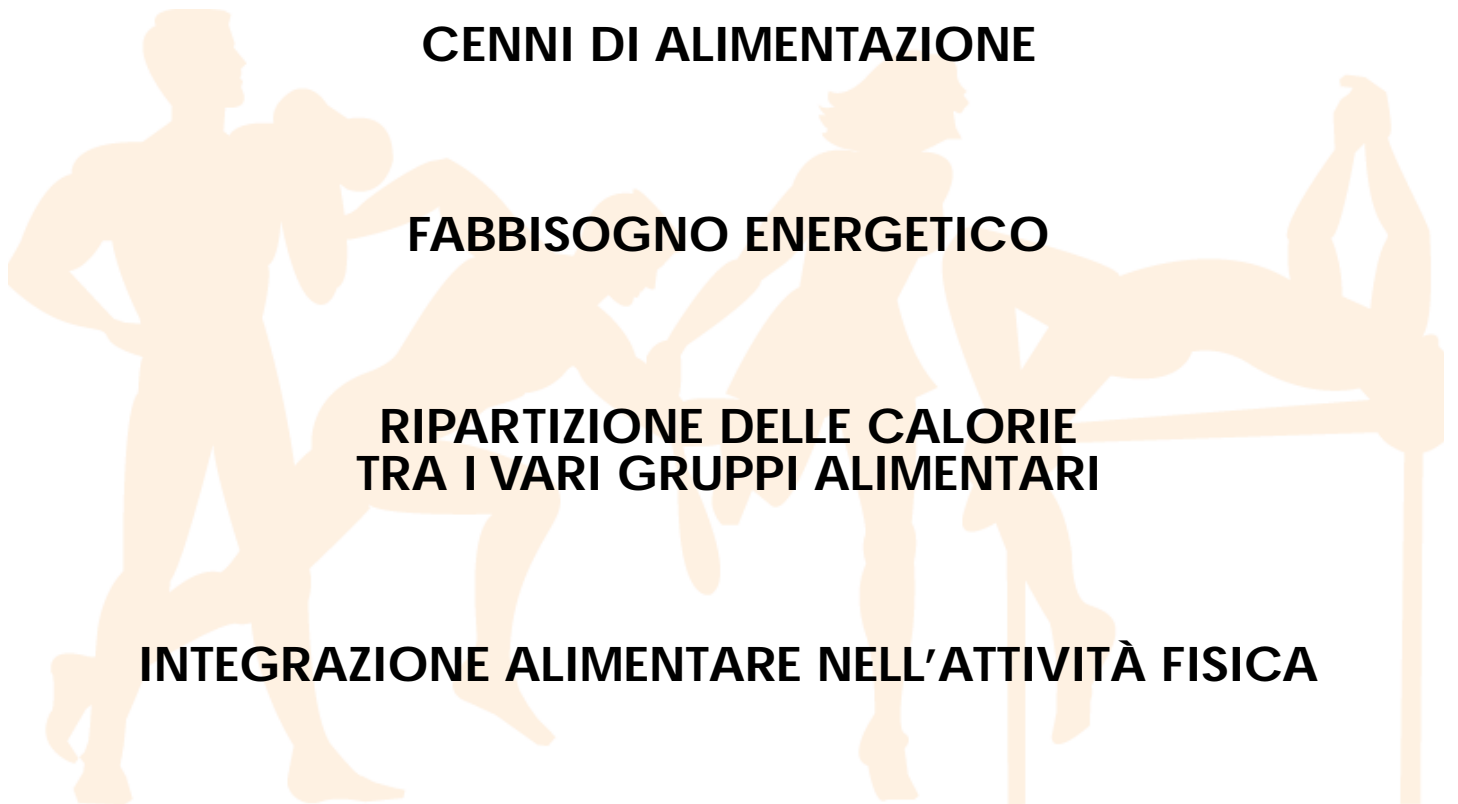 CENNI DI ALIMENTAZIONE
FABBISOGNO ENERGETICO
RIPARTIZIONE DELLE CALORIE
TRA I VARI GRUPPI ALIMENTARI
INTEGRAZIONE ALIMENTARE NELL’ATTIVITÀ FISICA